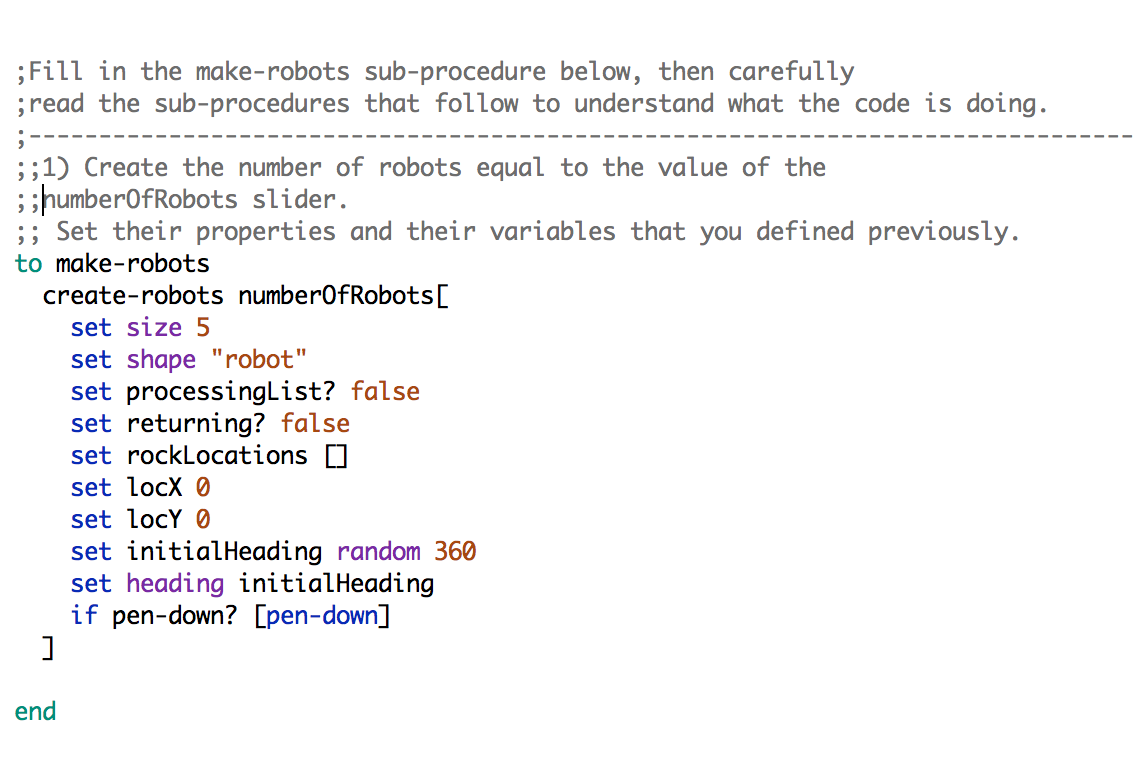 ;Fill in the make-robots sub-procedure below, then carefully
;read the sub-procedures that follow to understand what the code is doing.
;-------------------------------------------------------------------------------
;;1) Create the number of robots equal to the value of the
;;numberOfRobots slider.
;; Set their properties and their variables that you defined previously.
to make-robots
  create-robots numberOfRobots[
    set size 5
    set shape "robot"
    set processingList? false
    set returning? false
    set rockLocations []
    set locX 0
    set locY 0
    set initialHeading random 360
    set heading initialHeading
    if pen-down? [pen-down]
  ]
end